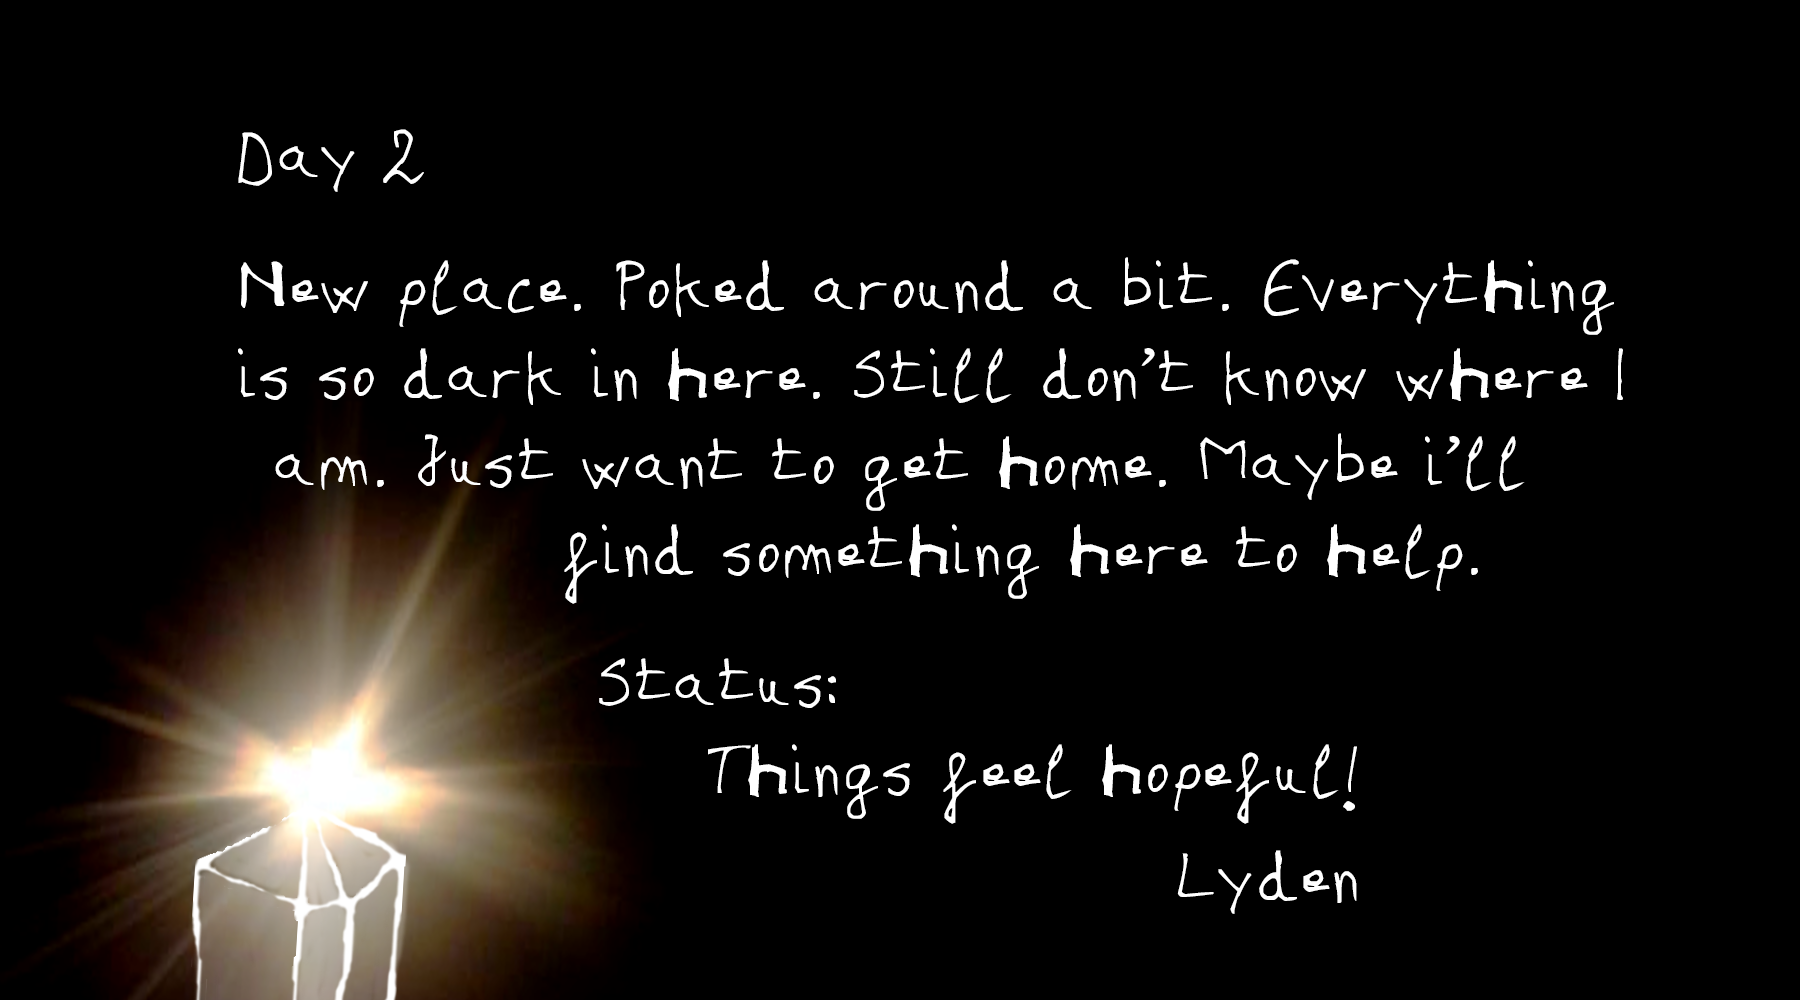 Day 2
New place. Poked around a bit. Everything
is so dark in here. Still don't know where I
am. Just want to get home. Maybe i'll
find something here to help.
Status:
Things feel hopeful!
Lyden